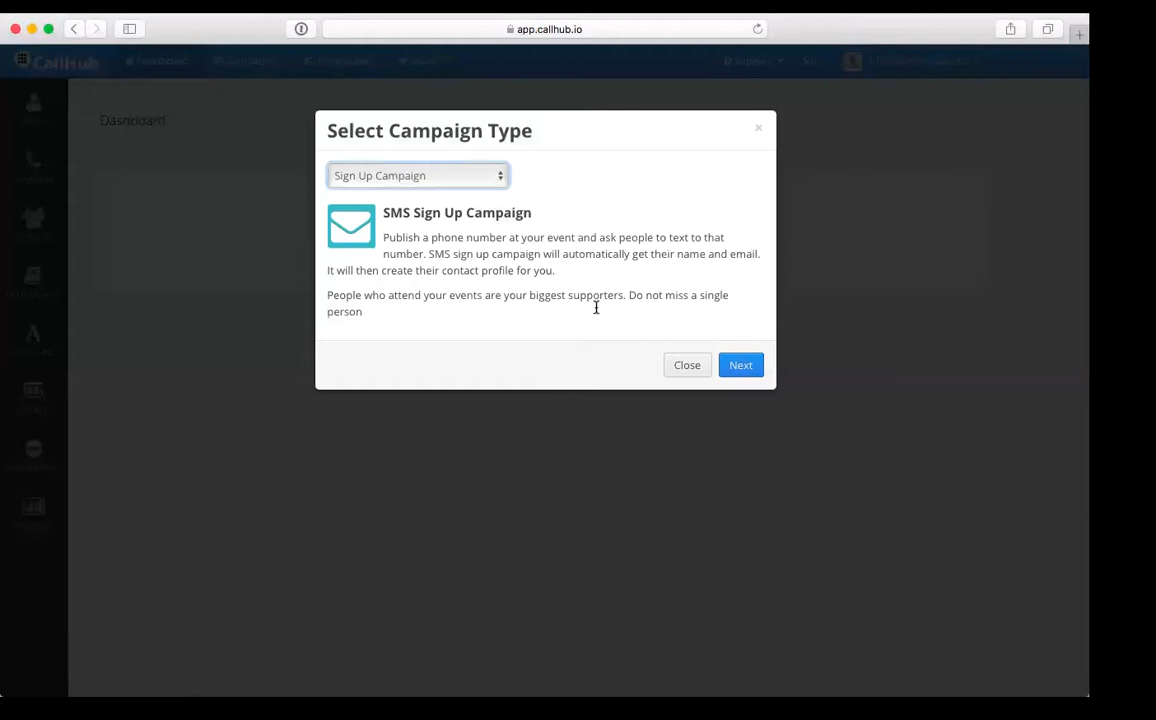 app.callhub.io
CallHub
Dashboard
Dashboard
Select Campaign Type
×
Sign Up Campaign
SMS Sign Up Campaign
Publish a phone number at your event and ask people to text to that
number. SMS sign up campaign will automatically get their name and email.
It will then create their contact profile for you.
People who attend your events are your biggest supporters. Do not miss a single
person
Close
Next